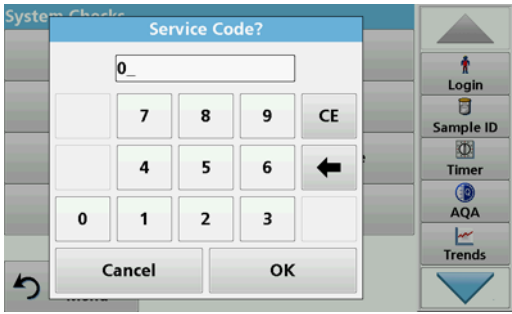 System Checks
Service Code?
0_
7 8 9 CE
4 5 6
0 1 2 3
Cancel OK
Menu
Login
Sample ID
Timer
AQA
Trends